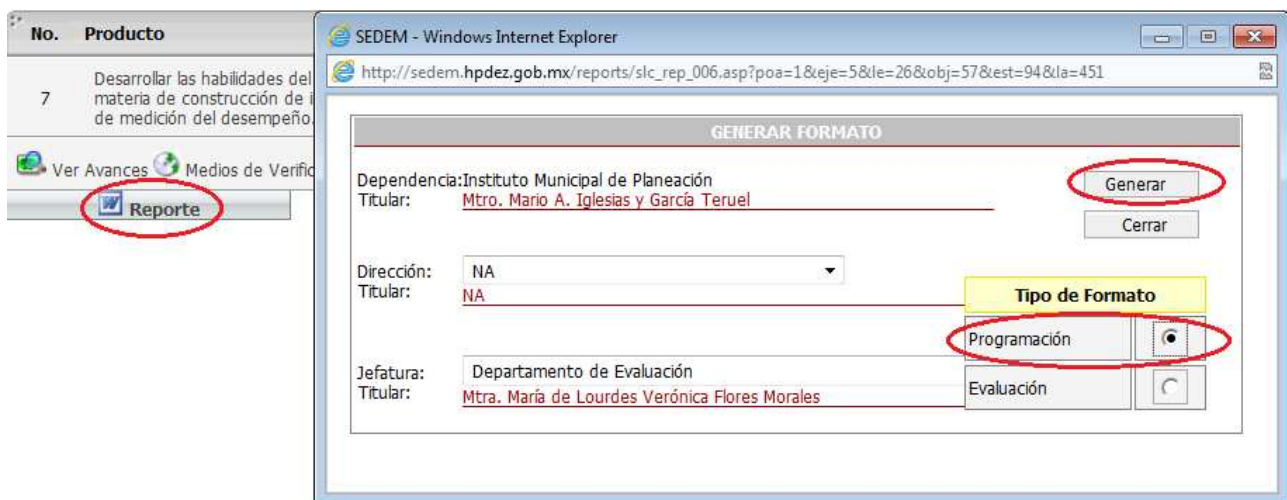 No. Producto
7 Desarrollar las habilidades del
materia de construcción de i
de medición del desempeño.
Ver Avances Medios de Verific
Reporte
SEDEM - Windows Internet Explorer
http://sedem.hpdez.gob.mx/reports/slc_rep_006.asp?poa=1&eje=5&le=26&obj=57&est=94&la=451
GENERAR FORMATO
Dependencia:Instituto Municipal de Planeación
Titular: Mtro. Mario A. Iglesias y García Teruel
Generar
Cerrar
Dirección: NA
Titular: NA
Tipo de Formato
Programación
Jefatura: Departamento de Evaluación
Titular: Mtra. María de Lourdes Verónica Flores Morales
Evaluación